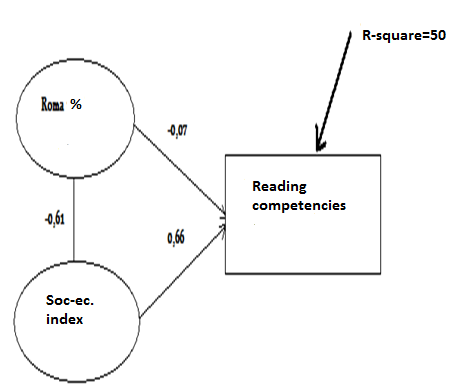 R-square=50
Roma %
-0,07
Reading
competencies
-0,61
0,66
Soc-ec.
index